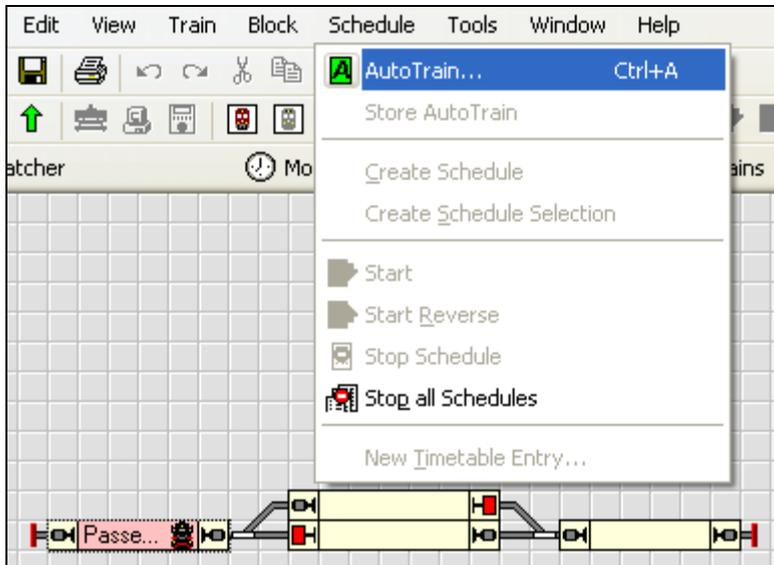 Edit View Train Block Schedule Tools Window Help
AutoTrain... Ctrl+A
Store AutoTrain
atcher Mo ains
Create Schedule
Create Schedule Selection
Start
Start Reverse
Stop Schedule
Stop all Schedules
New Timetable Entry...
Passe...